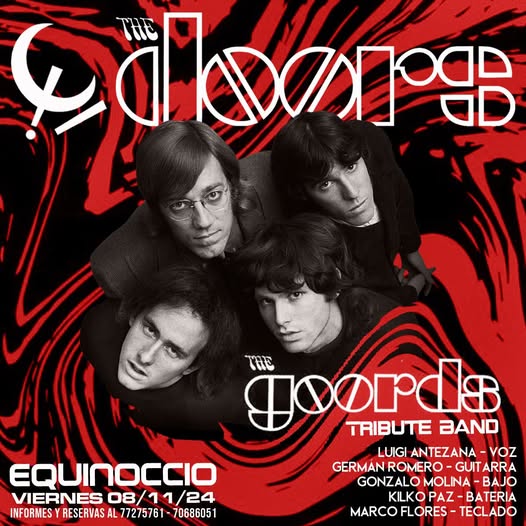 THE
doors
THE
goords
TRIBUTE BAND
LUIGI ANTEZANA - VOZ
GERMAN ROMERO - GUITARRA
GONZALO MOLINA - BAJO
KILKO PAZ - BATERIA
MARCO FLORES - TECLADO
EQUINOCCIO
VIERNES 08/11/24
INFORMES Y RESERVAS AL 77275761 - 70686051